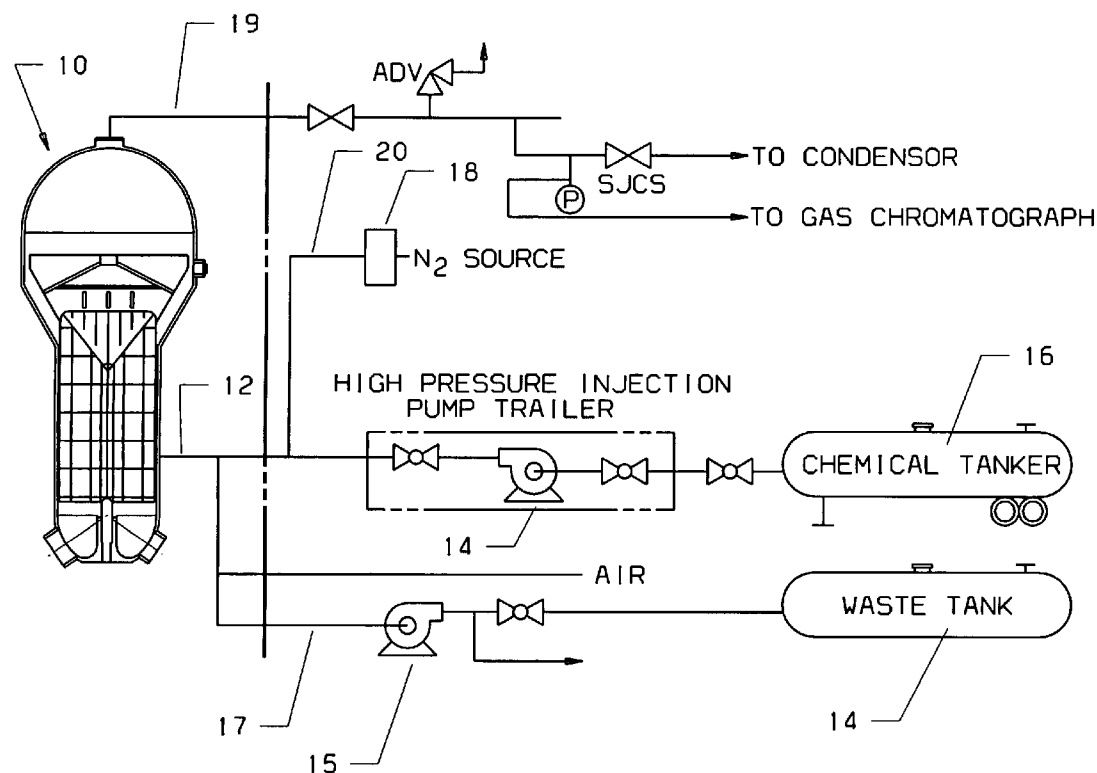 19
10
ADV
20
18
TO CONDENSOR
SJCS
P
TO GAS CHROMATOGRAPH
N2 SOURCE
12
HIGH PRESSURE INJECTION
PUMP TRAILER
16
CHEMICAL TANKER
14
AIR
WASTE TANK
17
15
14